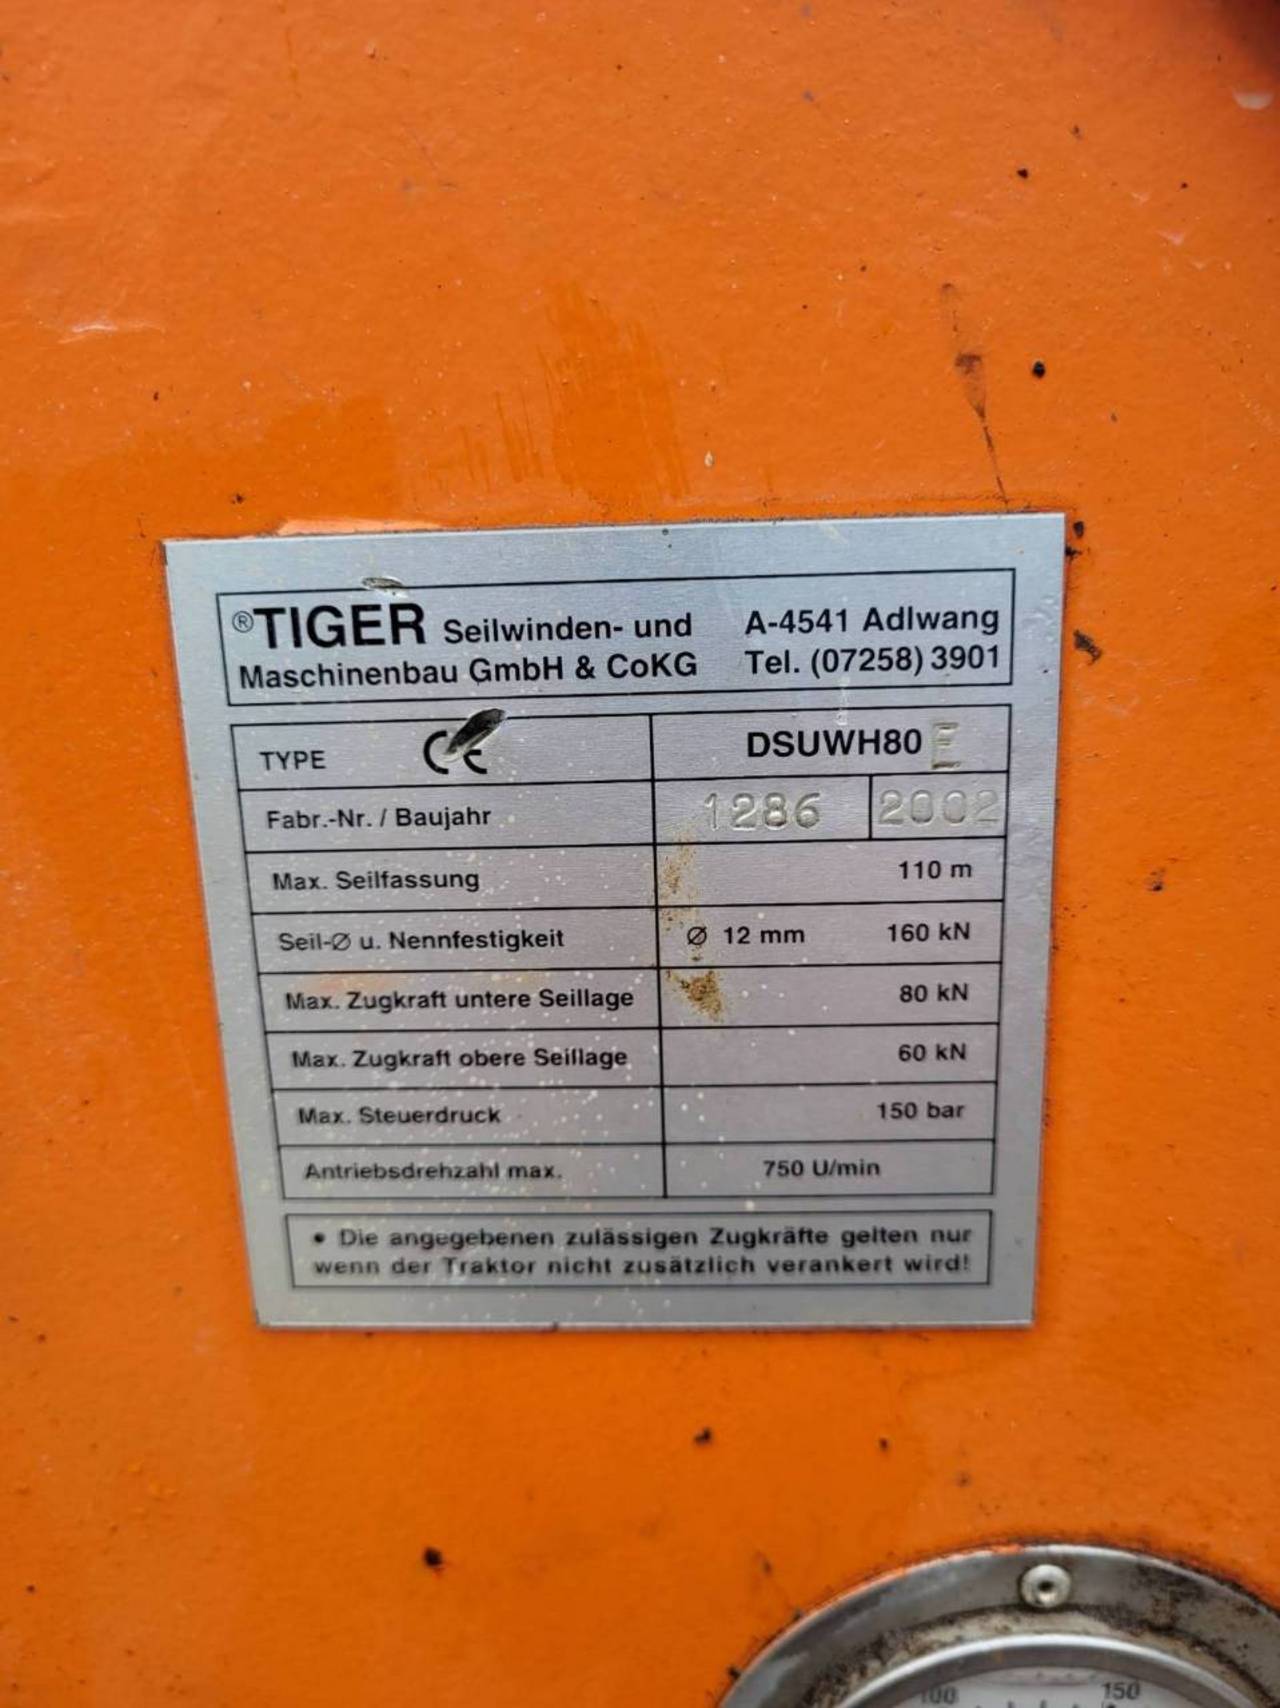 ®TIGER Seilwinden- und
Maschinenbau GmbH & CoKG
A-4541 Adlwang
Tel. (07258) 3901
TYPE CE DSUWH80 E
Fabr.-Nr. / Baujahr 1286 2002
Max. Seilfassung 110 m
Seil-Ø u. Nennfestigkeit Ø 12 mm 160 kN
Max. Zugkraft untere Seillage 80 kN
Max. Zugkraft obere Seillage 60 kN
Max. Steuerdruck 150 bar
Antriebsdrehzahl max. 750 U/min
• Die angegebenen zulässigen Zugkräfte gelten nur
wenn der Traktor nicht zusätzlich verankert wird!
100 150